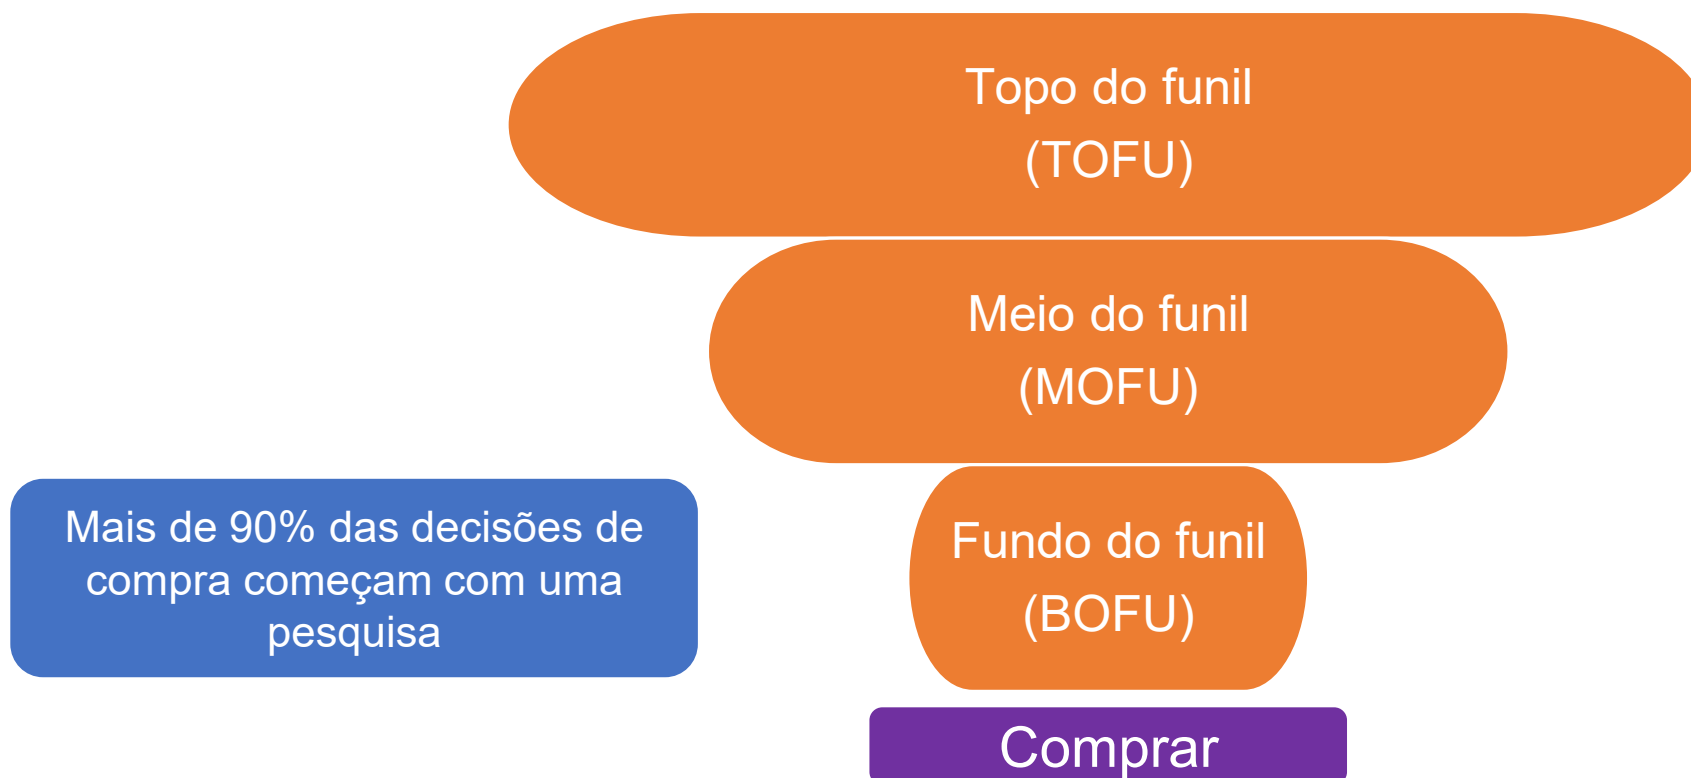 Topo do funil
(TOFU)
Meio do funil
(MOFU)
Mais de 90% das decisões de
compra começam com uma
pesquisa
Fundo do funil
(BOFU)
Comprar